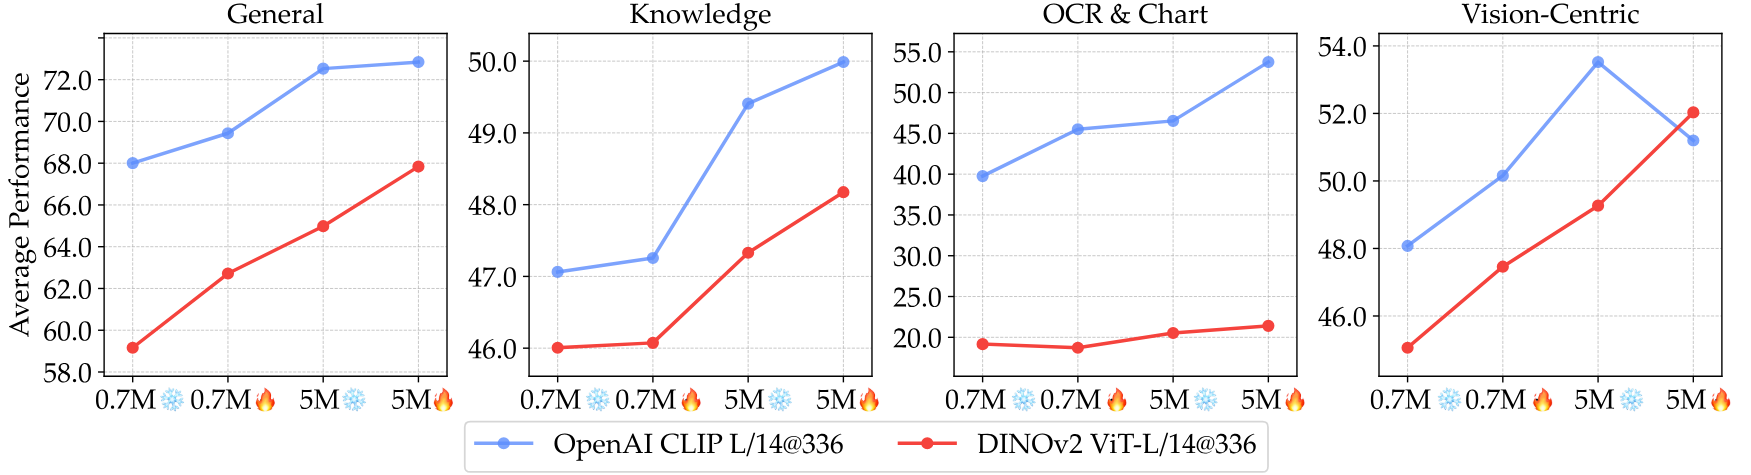 General
Average Performance
72.0
70.0
68.0
66.0
64.0
62.0
60.0
58.0
0.7M❄️ 0.7M🔥 5M❄️ 5M🔥
Knowledge
50.0
49.0
48.0
47.0
46.0
0.7M❄️ 0.7M🔥 5M❄️ 5M🔥
OCR & Chart
55.0
50.0
45.0
40.0
35.0
30.0
25.0
20.0
0.7M❄️ 0.7M🔥 5M❄️ 5M🔥
Vision-Centric
54.0
52.0
50.0
48.0
46.0
0.7M❄️ 0.7M🔥 5M❄️ 5M🔥
OpenAI CLIP L/14@336 DINOv2 ViT-L/14@336